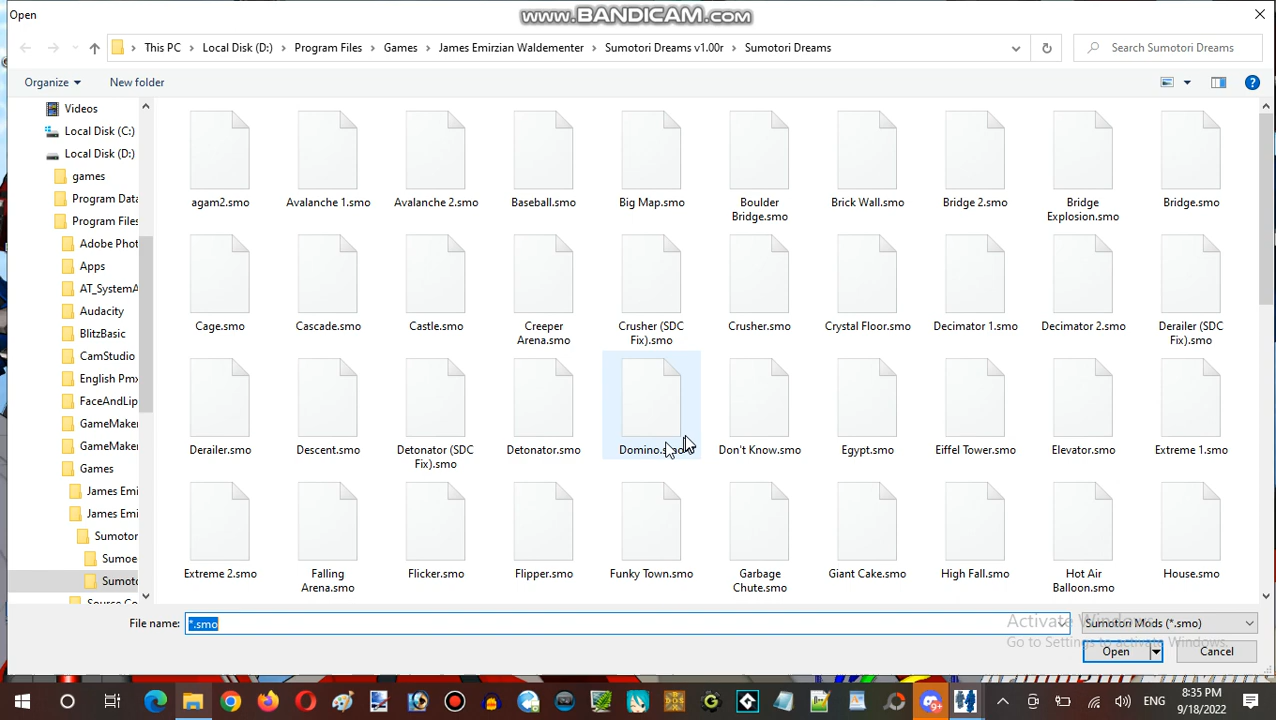 Open
www.BANDICAM.com
This PC > Local Disk (D:) > Program Files > Games > James Emirzian Waldementer > Sumotori Dreams v1.00r > Sumotori Dreams
Search Sumotori Dreams
Organize
New folder
Videos
Local Disk (C:)
Local Disk (D:)
games
Program Data
Program Files
Adobe Phot
Apps
AT_SystemA
Audacity
BlitzBasic
CamStudio
English Pmx
FaceAndLip
GameMaker
GameMaker
Games
James Emi
James Emi
Sumotor
Sumoe
Sumoto
Source Co
agam2.smo
Avalanche 1.smo
Avalanche 2.smo
Baseball.smo
Big Map.smo
Boulder
Bridge.smo
Brick Wall.smo
Bridge 2.smo
Bridge
Explosion.smo
Bridge.smo
Cage.smo
Cascade.smo
Castle.smo
Creeper
Arena.smo
Crusher (SDC
Fix).smo
Crusher.smo
Crystal Floor.smo
Decimator 1.smo
Decimator 2.smo
Derailer (SDC
Fix).smo
Derailer.smo
Descent.smo
Detonator (SDC
Fix).smo
Detonator.smo
Domino.smo
Don't Know.smo
Egypt.smo
Eiffel Tower.smo
Elevator.smo
Extreme 1.smo
Extreme 2.smo
Falling
Arena.smo
Flicker.smo
Flipper.smo
Funky Town.smo
Garbage
Chute.smo
Giant Cake.smo
High Fall.smo
Hot Air
Balloon.smo
House.smo
File name: *.smo
Sumotori Mods (*.smo)
Activate Windows
Go to Settings to activate Windows.
Open
Cancel
ENG
8:35 PM
9/18/2022